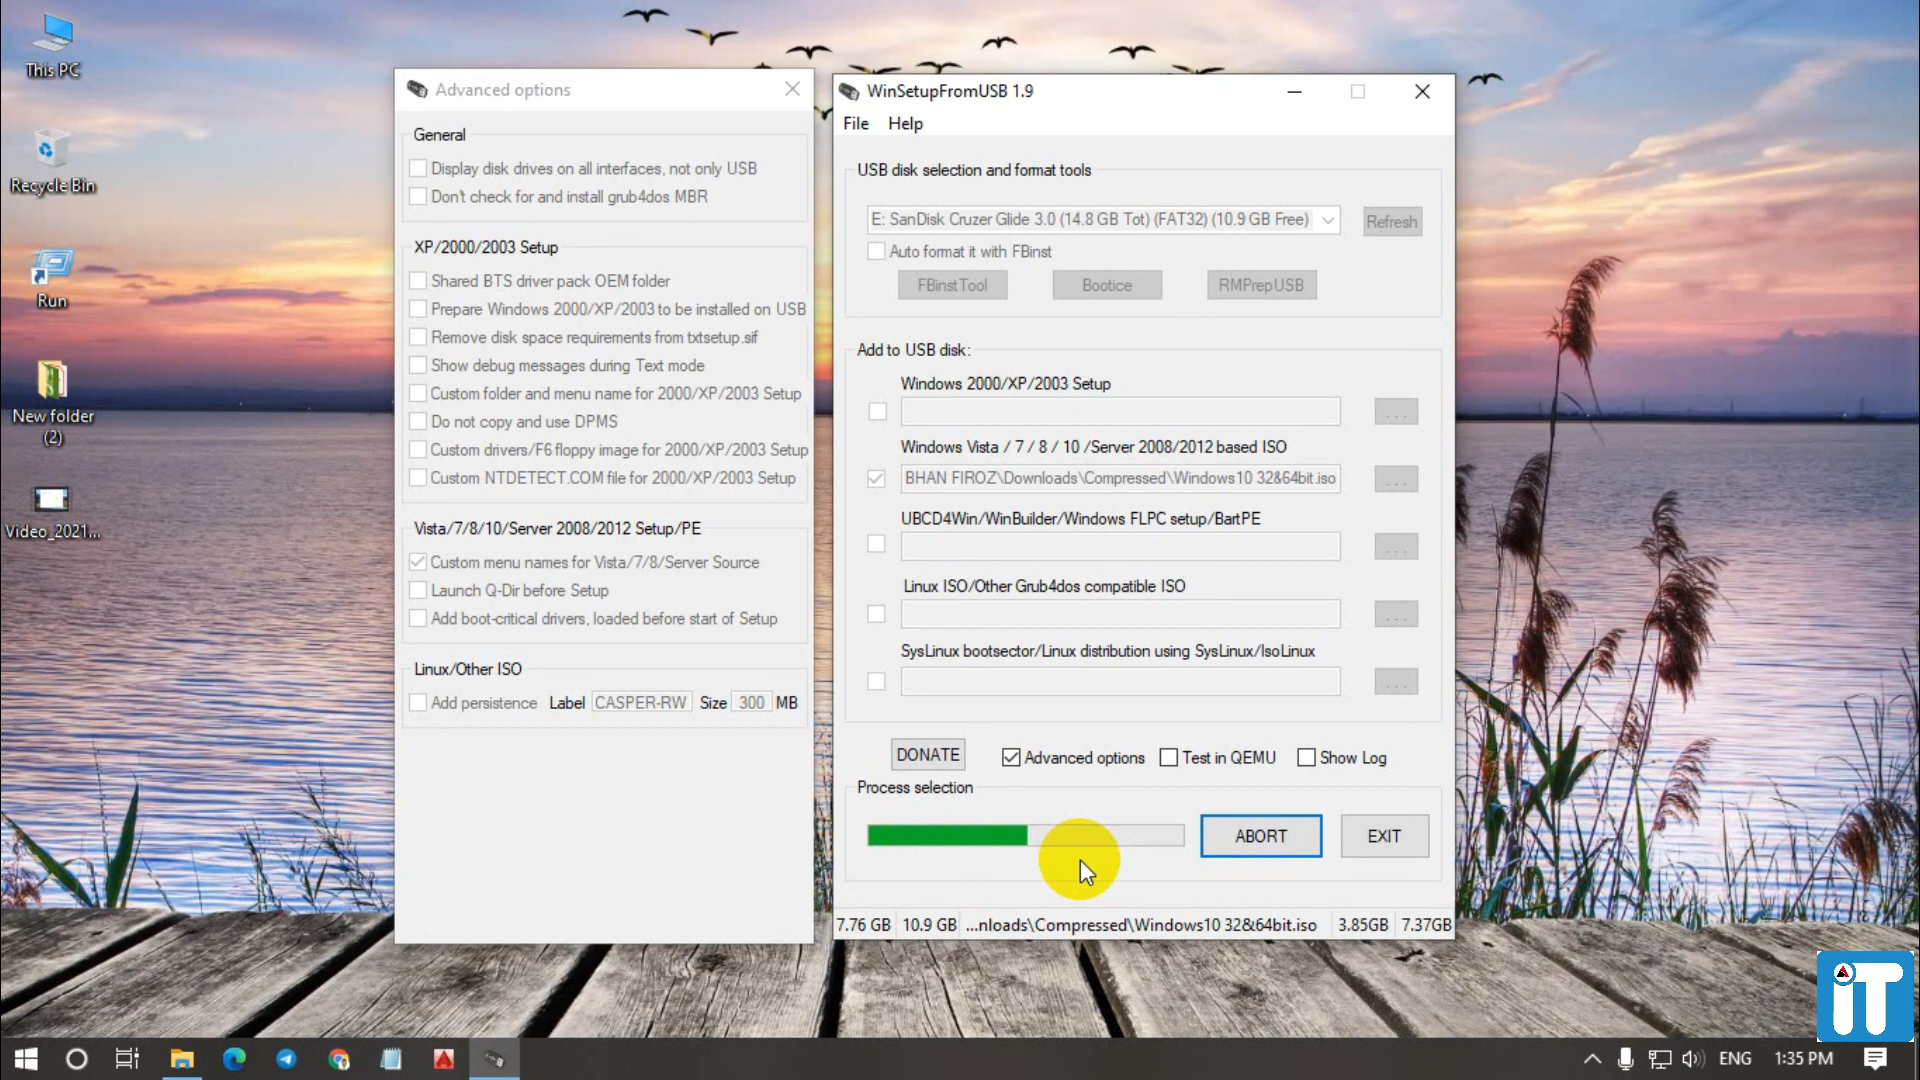 This PC
Recycle Bin
Run
New folder
(2)
Video_2021...
Advanced options
General
Display disk drives on all interfaces, not only USB
Don't check for and install grub4dos MBR
XP/2000/2003 Setup
Shared BTS driver pack OEM folder
Prepare Windows 2000/XP/2003 to be installed on USB
Remove disk space requirements from txtsetup.sif
Show debug messages during Text mode
Custom folder and menu name for 2000/XP/2003 Setup
Do not copy and use DPMS
Custom drivers/F6 floppy image for 2000/XP/2003 Setup
Custom NTDETECT.COM file for 2000/XP/2003 Setup
Vista/7/8/10/Server 2008/2012 Setup/PE
Custom menu names for Vista/7/8/Server Source
Launch Q-Dir before Setup
Add boot-critical drivers, loaded before start of Setup
Linux/Other ISO
Add persistence Label CASPER-RW Size 300 MB
WinSetupFromUSB 1.9
File Help
USB disk selection and format tools
E: SanDisk Cruzer Glide 3.0 (14.8 GB Tot) (FAT32) (10.9 GB Free) Refresh
Auto format it with FBinst
FBinstTool Bootice RMPrepUSB
Add to USB disk:
Windows 2000/XP/2003 Setup
...
Windows Vista / 7 / 8 / 10 /Server 2008/2012 based ISO
BHAN FIROZ\Downloads\Compressed\Windows10 32&64bit.iso ...
UBCD4Win/WinBuilder/Windows FLPC setup/BartPE
...
Linux ISO/Other Grub4dos compatible ISO
...
SysLinux bootsector/Linux distribution using SysLinux/IsoLinux
...
DONATE Advanced options Test in QEMU Show Log
Process selection
ABORT EXIT
7.76 GB 10.9 GB ...nloads\Compressed\Windows10 32&64bit.iso 3.85GB 7.37GB
iT
ENG 1:35 PM